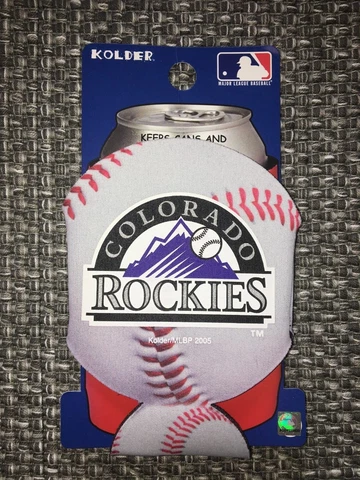 KOLDER
MAJOR LEAGUE BASEBALL
KEEPS CANS AND
COLORADO
ROCKIES
TM
Kolder/MLBP 2005